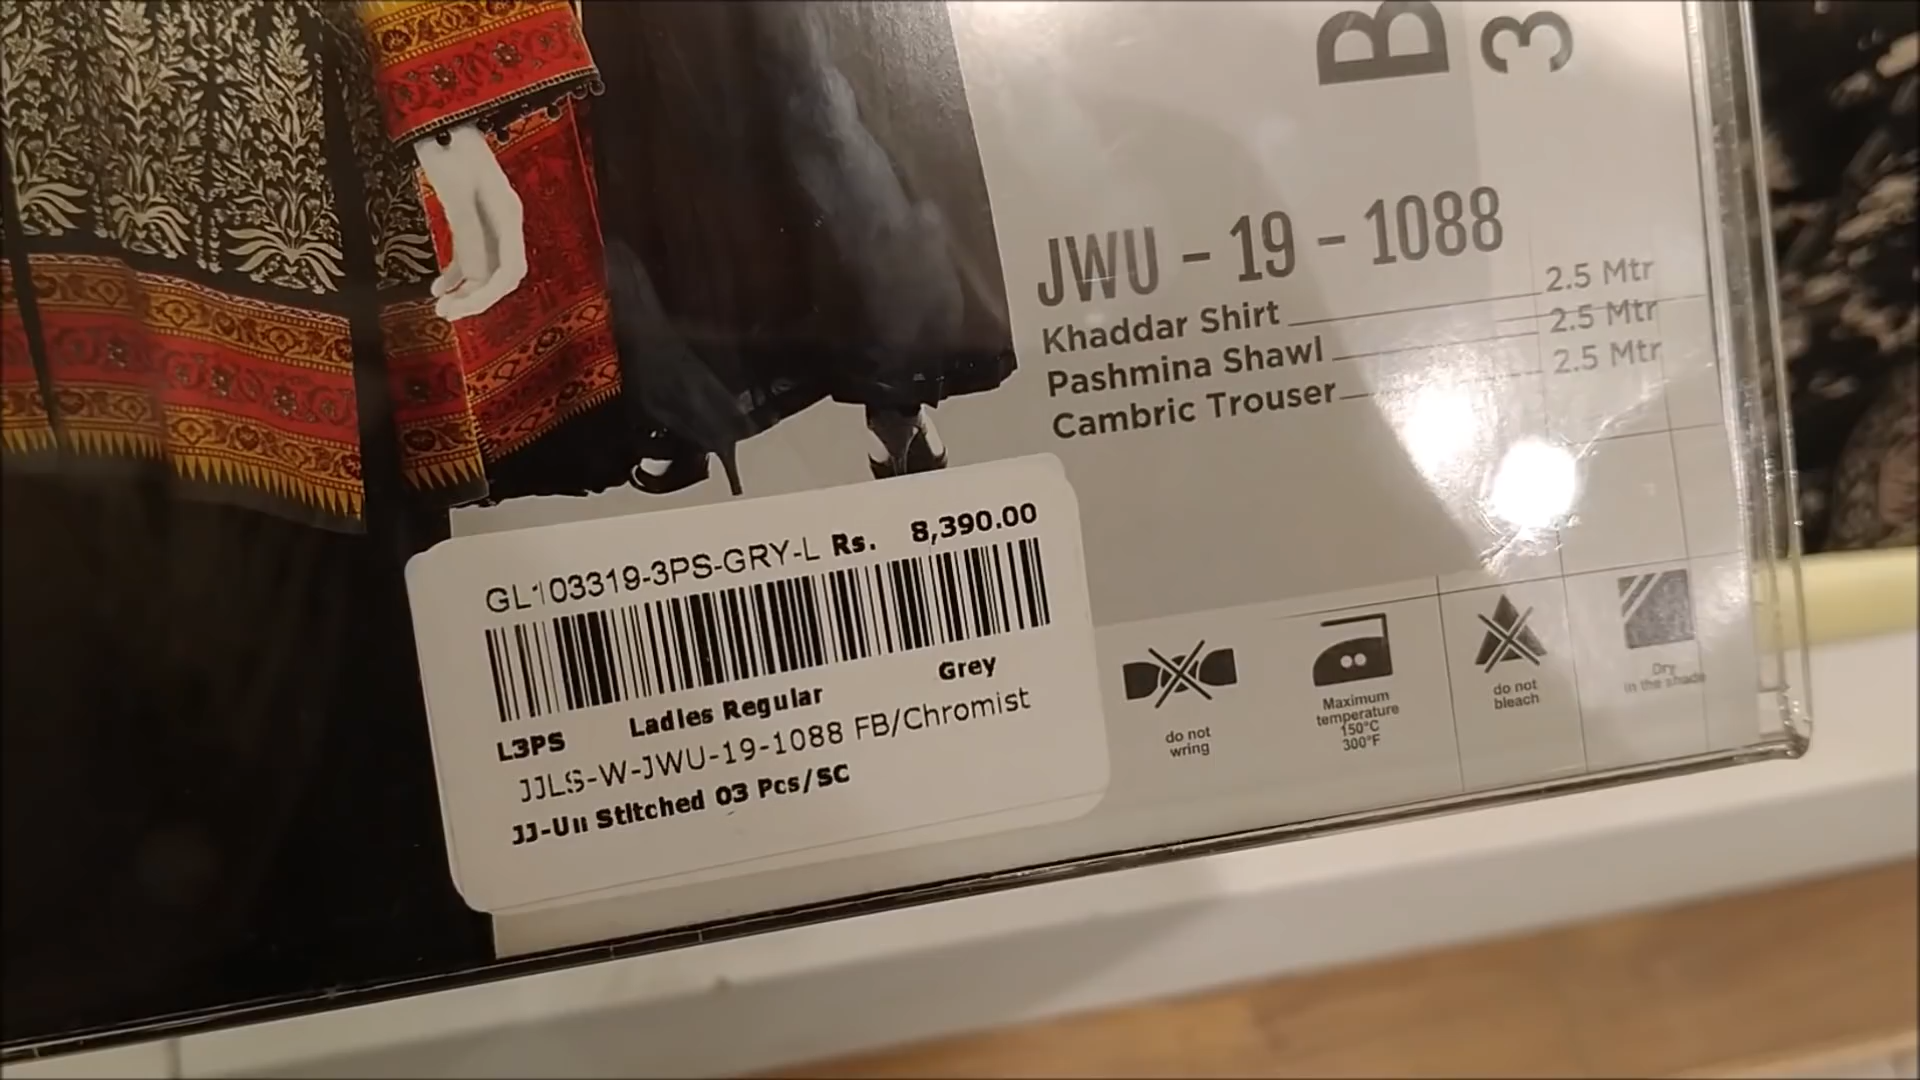 B
3
JWU - 19 - 1088
Khaddar Shirt 2.5 Mtr
Pashmina Shawl 2.5 Mtr
Cambric Trouser 2.5 Mtr
GL103319-3PS-GRY-L Rs. 8,390.00
Grey
L3PS Ladies Regular
JJLS-W-JWU-19-1088 FB/Chromist
JJ-Un Stitched 03 Pcs/SC
do not
wring
Maximum
temperature
150°C
300°F
do not
bleach
Dry
in the shade